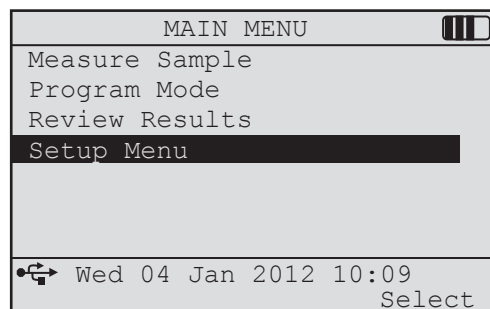 MAIN MENU
Measure Sample
Program Mode
Review Results
Setup Menu
Wed 04 Jan 2012 10:09
Select